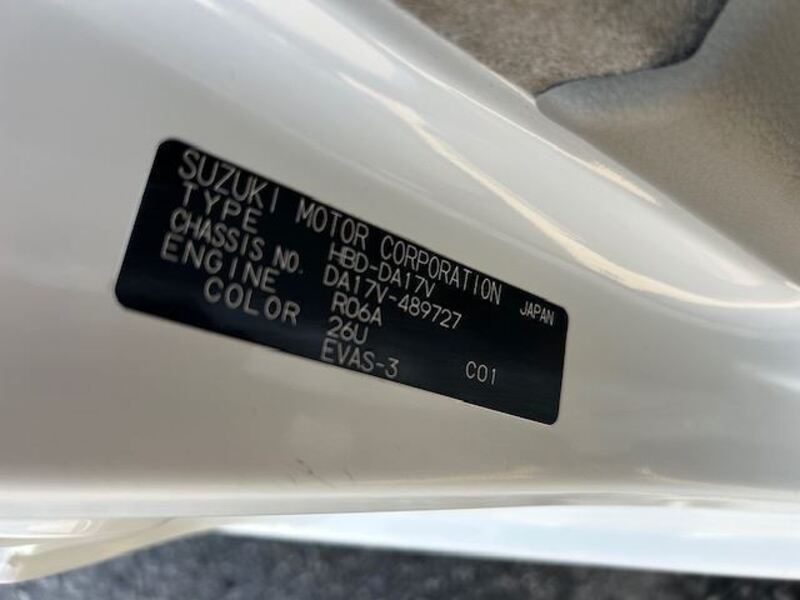 SUZUKI MOTOR CORPORATION JAPAN
TYPE HBD-DA17V
CHASSIS NO. DA17V-489727
ENGINE R06A
COLOR 26U
EVAS-3 C01